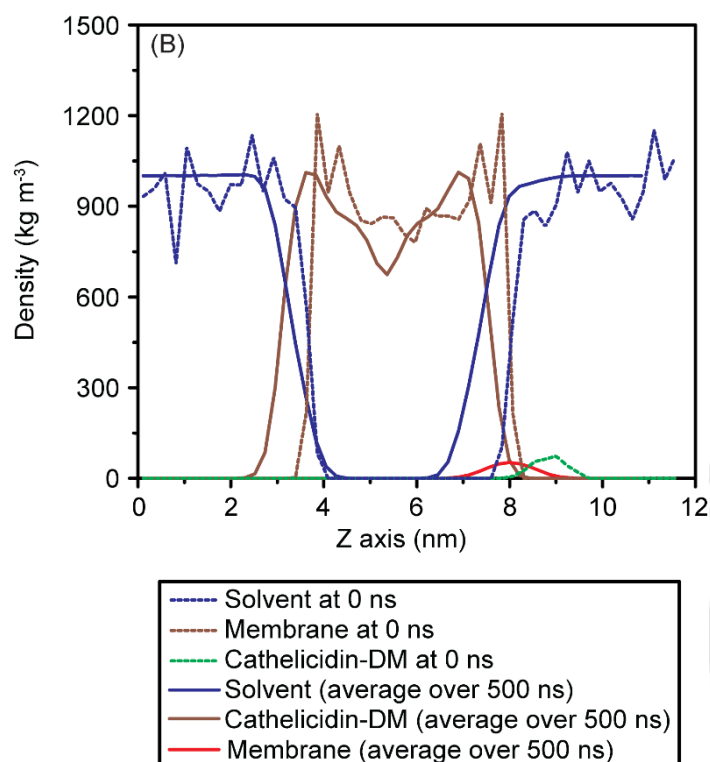 (B)
1500
1200
900
600
300
0
Density (kg m⁻³)
0 2 4 6 8 10 12
Z axis (nm)
Solvent at 0 ns
Membrane at 0 ns
Cathelicidin-DM at 0 ns
Solvent (average over 500 ns)
Cathelicidin-DM (average over 500 ns)
Membrane (average over 500 ns)